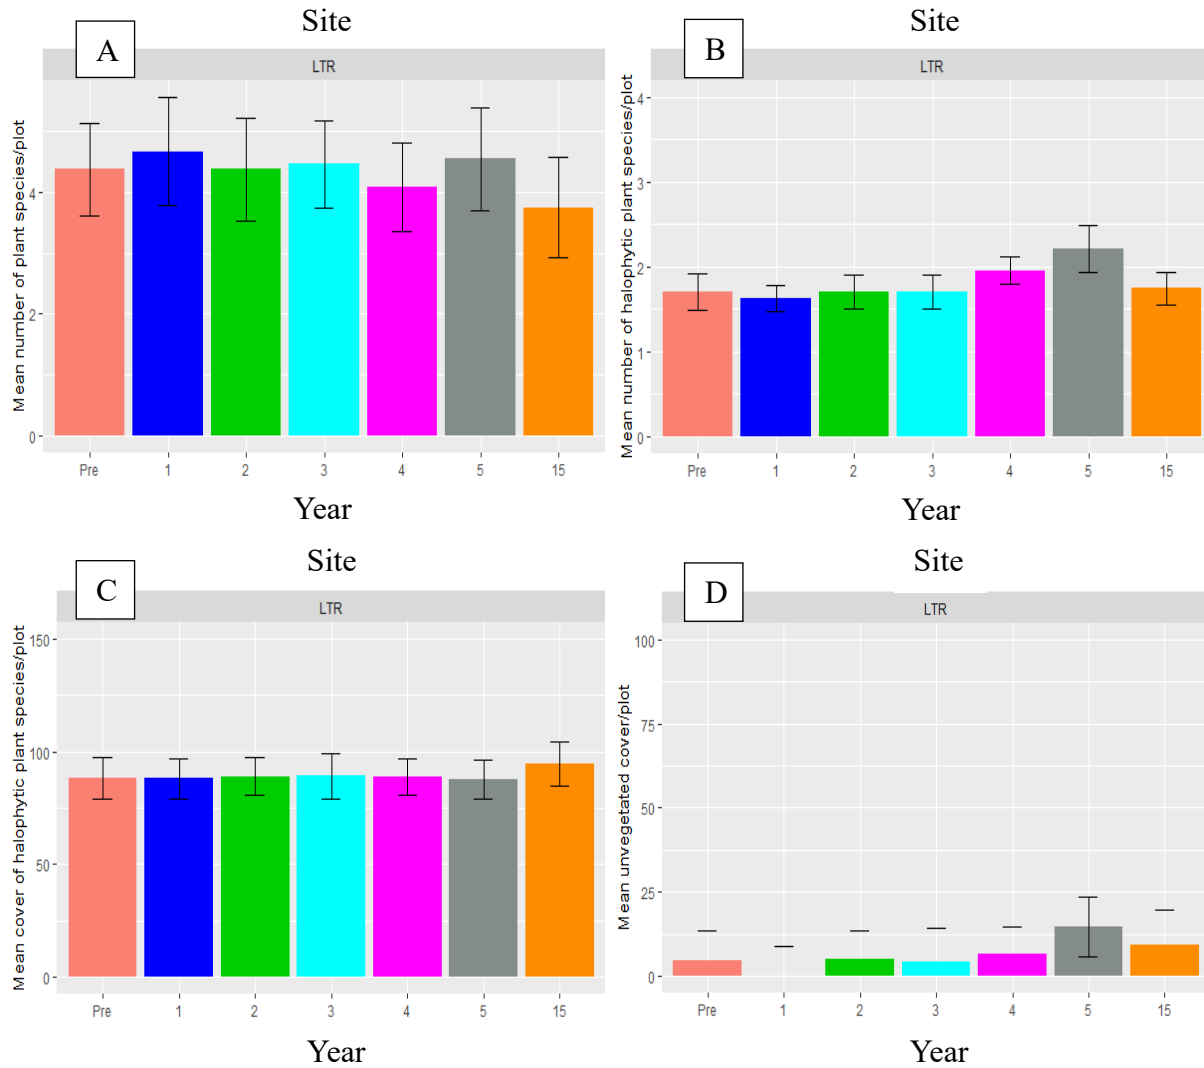 Site
A
LTR
Mean number of plant species/plot
4
2
0
Pre 1 2 3 4 5 15
Year
Site
B
LTR
Mean number of halophytic plant species/plot
4
3
2
1
0
Pre 1 2 3 4 5 15
Year
Site
C
LTR
Mean cover of halophytic plant species/plot
150
100
50
0
Pre 1 2 3 4 5 15
Year
Site
D
LTR
Mean unvegetated cover/plot
100
75
50
25
0
Pre 1 2 3 4 5 15
Year